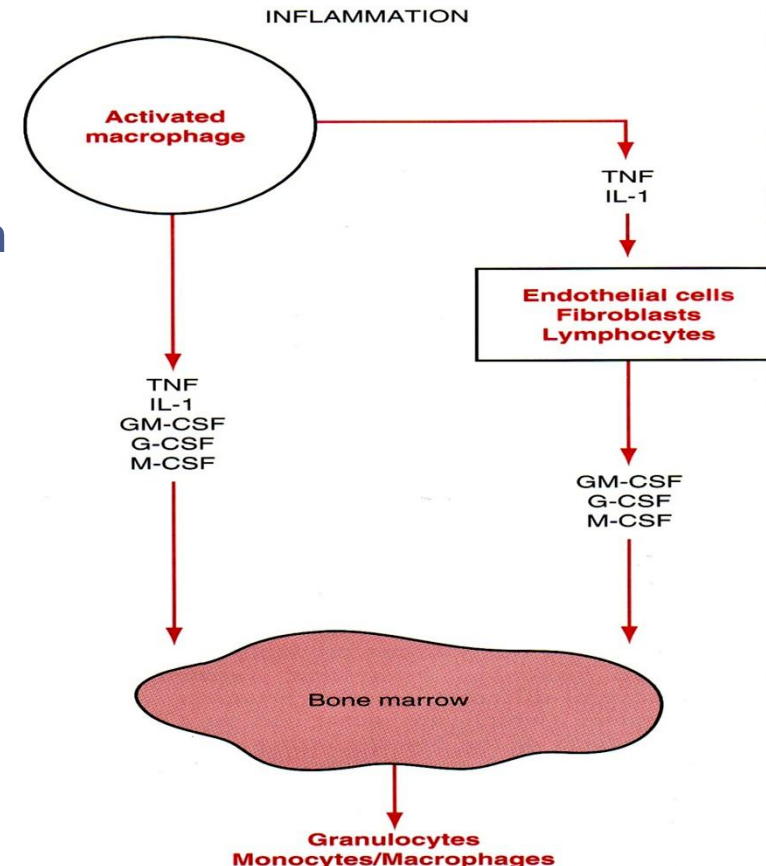 INFLAMMATION
Activated
macrophage
TNF
IL-1
Endothelial cells
Fibroblasts
Lymphocytes
TNF
IL-1
GM-CSF
G-CSF
M-CSF
GM-CSF
G-CSF
M-CSF
Bone marrow
Granulocytes
Monocytes/Macrophages